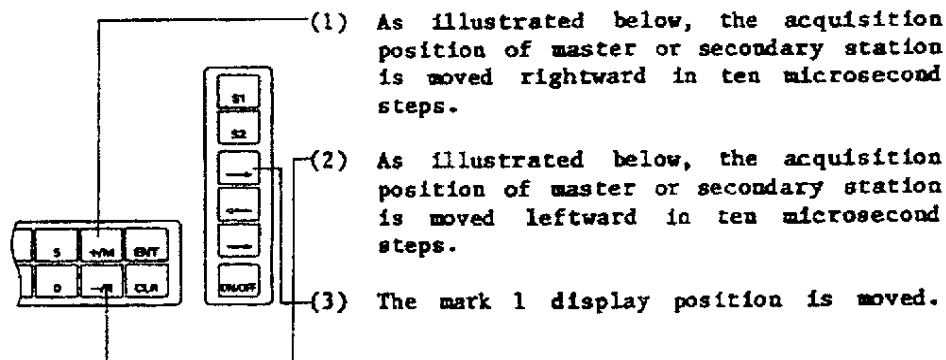 (1) As illustrated below, the acquisition
position of master or secondary station
is moved rightward in ten microsecond
steps.
S1
S2
(2) As illustrated below, the acquisition
position of master or secondary station
is moved leftward in ten microsecond
steps.
→
←
→
5 ENT
0 CLR
ON/OFF
(3) The mark 1 display position is moved.